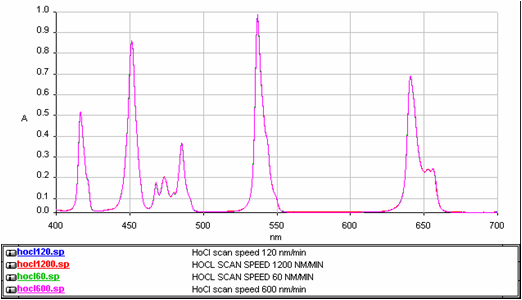 1.0
0.9
0.8
0.7
0.6
A
0.5
0.4
0.3
0.2
0.1
0.0
400 450 500 550 600 650 700
nm
hocl120.sp HoCl scan speed 120 nm/min
hocl1200.sp HOCL SCAN SPEED 1200 NM/MIN
hocl60.sp HOCL SCAN SPEED 60 NM/MIN
hocl600.sp HoCl scan speed 600 nm/min